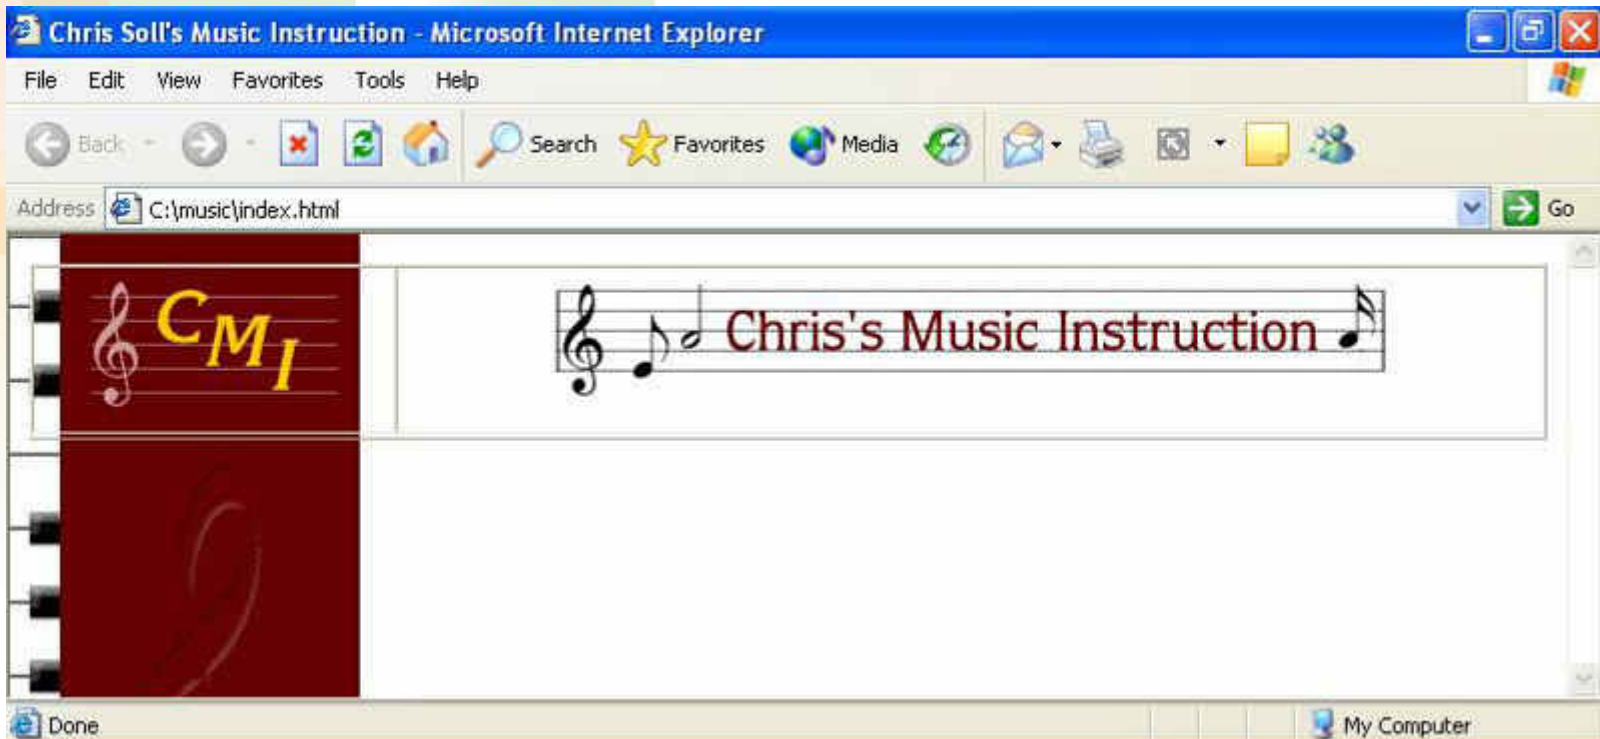 Chris Soll's Music Instruction - Microsoft Internet Explorer
File Edit View Favorites Tools Help
Back Search Favorites Media
Address C:\music\index.html Go
CMI Chris's Music Instruction
Done My Computer